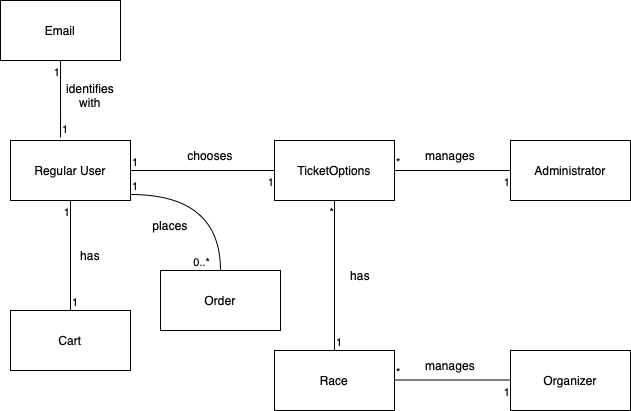 Email
1
identifies
with
1
Regular User
1
chooses
1
TicketOptions
*
manages
1
Administrator
1
places
0..*
Order
1
has
1
Cart
*
has
1
Race
*
manages
1
Organizer